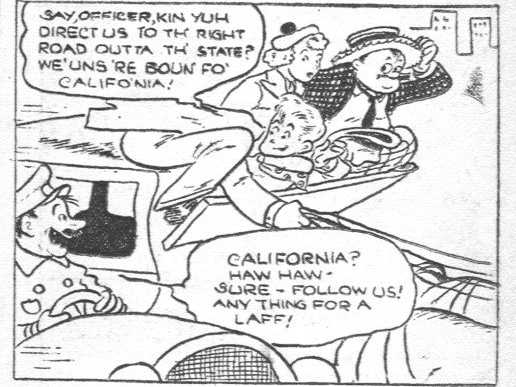 SAY, OFFICER, KIN YUH
DIRECT US TO TH' RIGHT
ROAD OUTTA TH' STATE?
WE'UNS 'RE BOUN' FO'
CALIFO'NIA!
CALIFORNIA?
HAW HAW -
SURE - FOLLOW US!
ANY THING FOR A
LAFF!